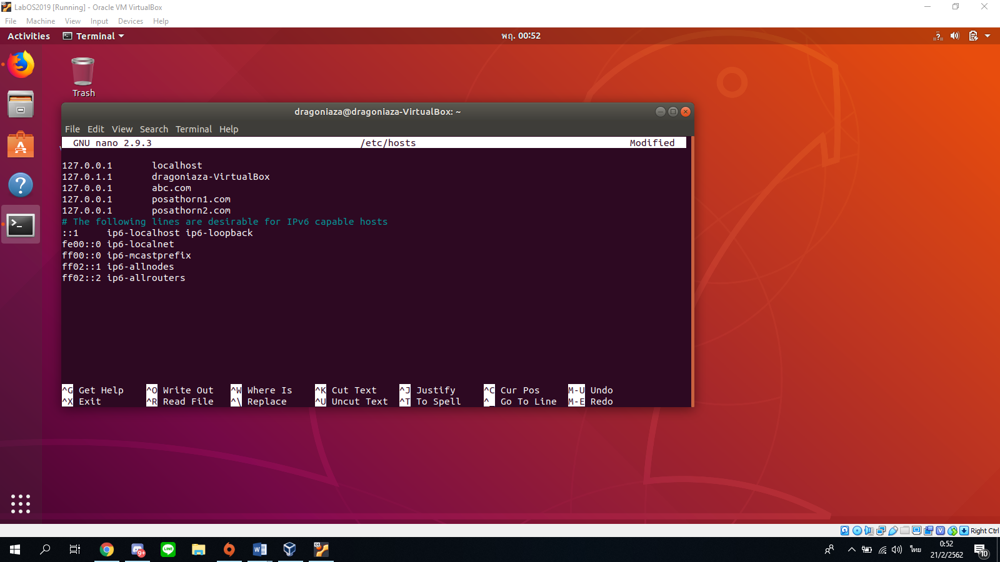 LabOS2019 [Running] - Oracle VM VirtualBox
File Machine View Input Devices Help
Activities Terminal พฤ. 00:52
Trash
dragoniaza@dragoniaza-VirtualBox: ~
File Edit View Search Terminal Help
GNU nano 2.9.3 /etc/hosts Modified
127.0.0.1 localhost
127.0.1.1 dragoniaza-VirtualBox
127.0.0.1 abc.com
127.0.0.1 posathorn1.com
127.0.0.1 posathorn2.com
# The following lines are desirable for IPv6 capable hosts
::1 ip6-localhost ip6-loopback
fe00::0 ip6-localnet
ff00::0 ip6-mcastprefix
ff02::1 ip6-allnodes
ff02::2 ip6-allrouters
^G Get Help ^O Write Out ^W Where Is ^K Cut Text ^J Justify ^C Cur Pos M-U Undo
^X Exit ^R Read File ^\ Replace ^U Uncut Text ^T To Spell ^_ Go To Line M-E Redo
Right Ctrl
9+
ไทย
0:52
21/2/2562
10